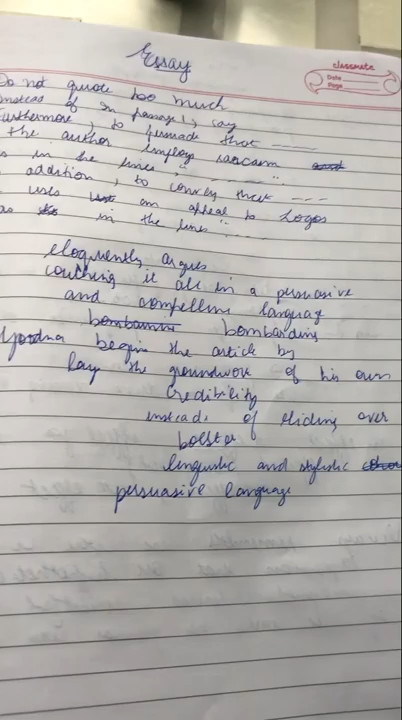 Essay
classmate
Date
Page
Do not quote too much
instead of in passage 1, say
Furthermore, to persuade that
the author employs sarcasm
in the lines "
addition, to convey that
uses an appeal to Logos
as in the lines "
eloquently argues
couching it all in a persuasive
and compelling language
bombarding
begins the article by
lay the groundwork of his own
credibility
instead of eliding over
bolster
linguistic and stylistic
persuasive language